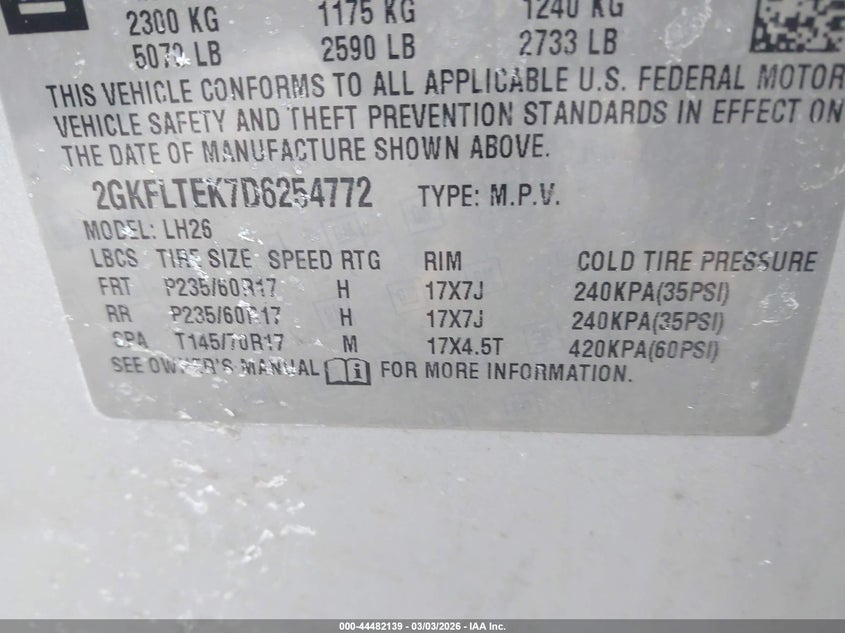 2300 KG 1175 KG 1240 KG
5070 LB 2590 LB 2733 LB
THIS VEHICLE CONFORMS TO ALL APPLICABLE U.S. FEDERAL MOTOR
VEHICLE SAFETY AND THEFT PREVENTION STANDARDS IN EFFECT ON
THE DATE OF MANUFACTURE SHOWN ABOVE.
2GKFLTEK7D6254772 TYPE: M.P.V.
MODEL: LH26
LBCS TIRE SIZE SPEED RTG RIM COLD TIRE PRESSURE
FRT P235/60R17 H 17X7J 240KPA(35PSI)
RR P235/60R17 H 17X7J 240KPA(35PSI)
CPA T145/70R17 M 17X4.5T 420KPA(60PSI)
SEE OWNER'S MANUAL FOR MORE INFORMATION.
000-44482139 - 03/03/2026 - IAA Inc.